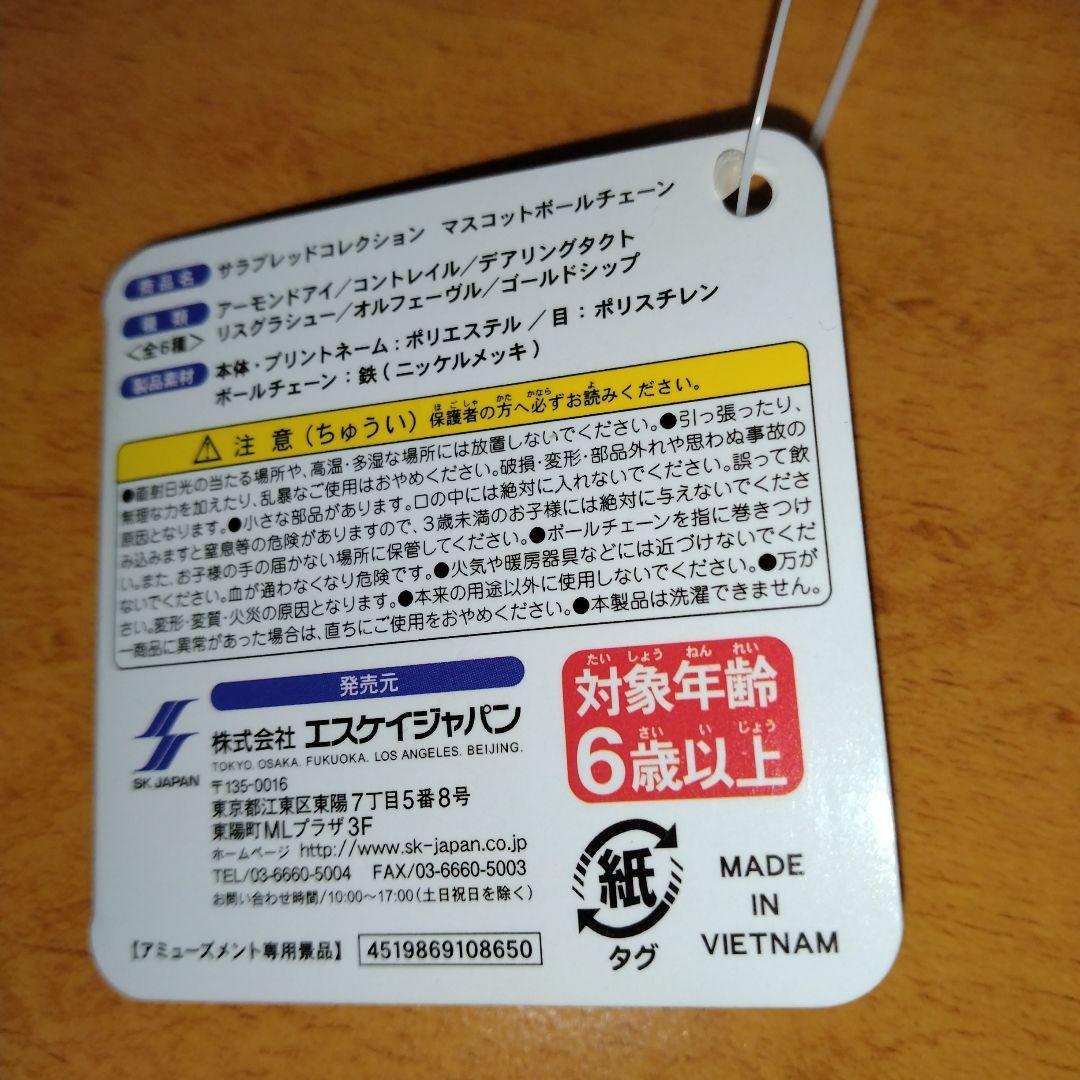 商品名 サラブレッドコレクション マスコットボールチェーン
種類 アーモンドアイ/コントレイル/デアリングタクト
<全6種> リスグラシュー/オルフェーヴル/ゴールドシップ
製品素材 本体・プリントネーム:ポリエステル/目:ポリスチレン
ボールチェーン:鉄(ニッケルメッキ)
注意(ちゅうい)保護者の方へ必ずお読みください。
ほごしゃ かた かなら よ
●直射日光の当たる場所や、高温・多湿な場所には放置しないでください。●引っ張ったり、
無理な力を加えたり、乱暴なご使用はおやめください。破損・変形・部品外れや思わぬ事故の
原因となります。●小さな部品があります。口の中には絶対に入れないでください。誤って飲
み込みますと窒息等の危険がありますので、3歳未満のお子様には絶対に与えないでくださ
い。また、お子様の手の届かない場所に保管してください。●ボールチェーンを指に巻きつけ
ないでください。血が通わなくなり危険です。●火気や暖房器具などには近づけないでくだ
さい。変形・変質・火災の原因となります。●本来の用途以外に使用しないでください。●万が
一商品に異常があった場合は、直ちにご使用をおやめください。●本製品は洗濯できません。
発売元
SK JAPAN
株式会社 エスケイジャパン
TOKYO. OSAKA. FUKUOKA. LOS ANGELES. BEIJING.
〒135-0016
東京都江東区東陽7丁目5番8号
東陽町MLプラザ3F
ホームページ http://www.sk-japan.co.jp
TEL/03-6660-5004 FAX/03-6660-5003
お問い合わせ時間/10:00〜17:00(土日祝日を除く)
【アミューズメント専用景品】 4519869108650
たい しょう ねん れい
対象年齢
さい い じょう
6歳以上
紙
タグ
MADE
IN
VIETNAM